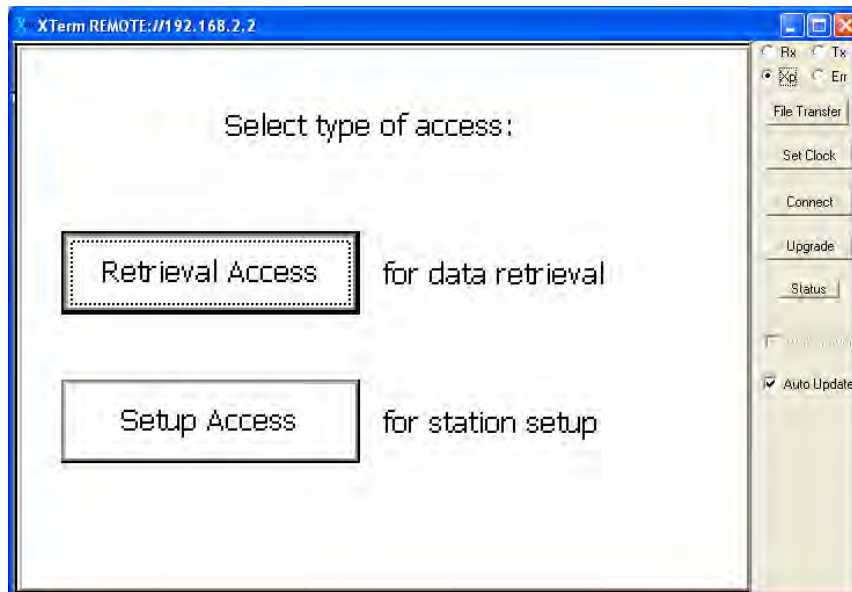 XTerm REMOTE://192.168.2.2
Rx Tx
Xp Err
Select type of access:
File Transfer
Set Clock
Connect
Upgrade
Status
Retrieval Access for data retrieval
Auto Update
Setup Access for station setup